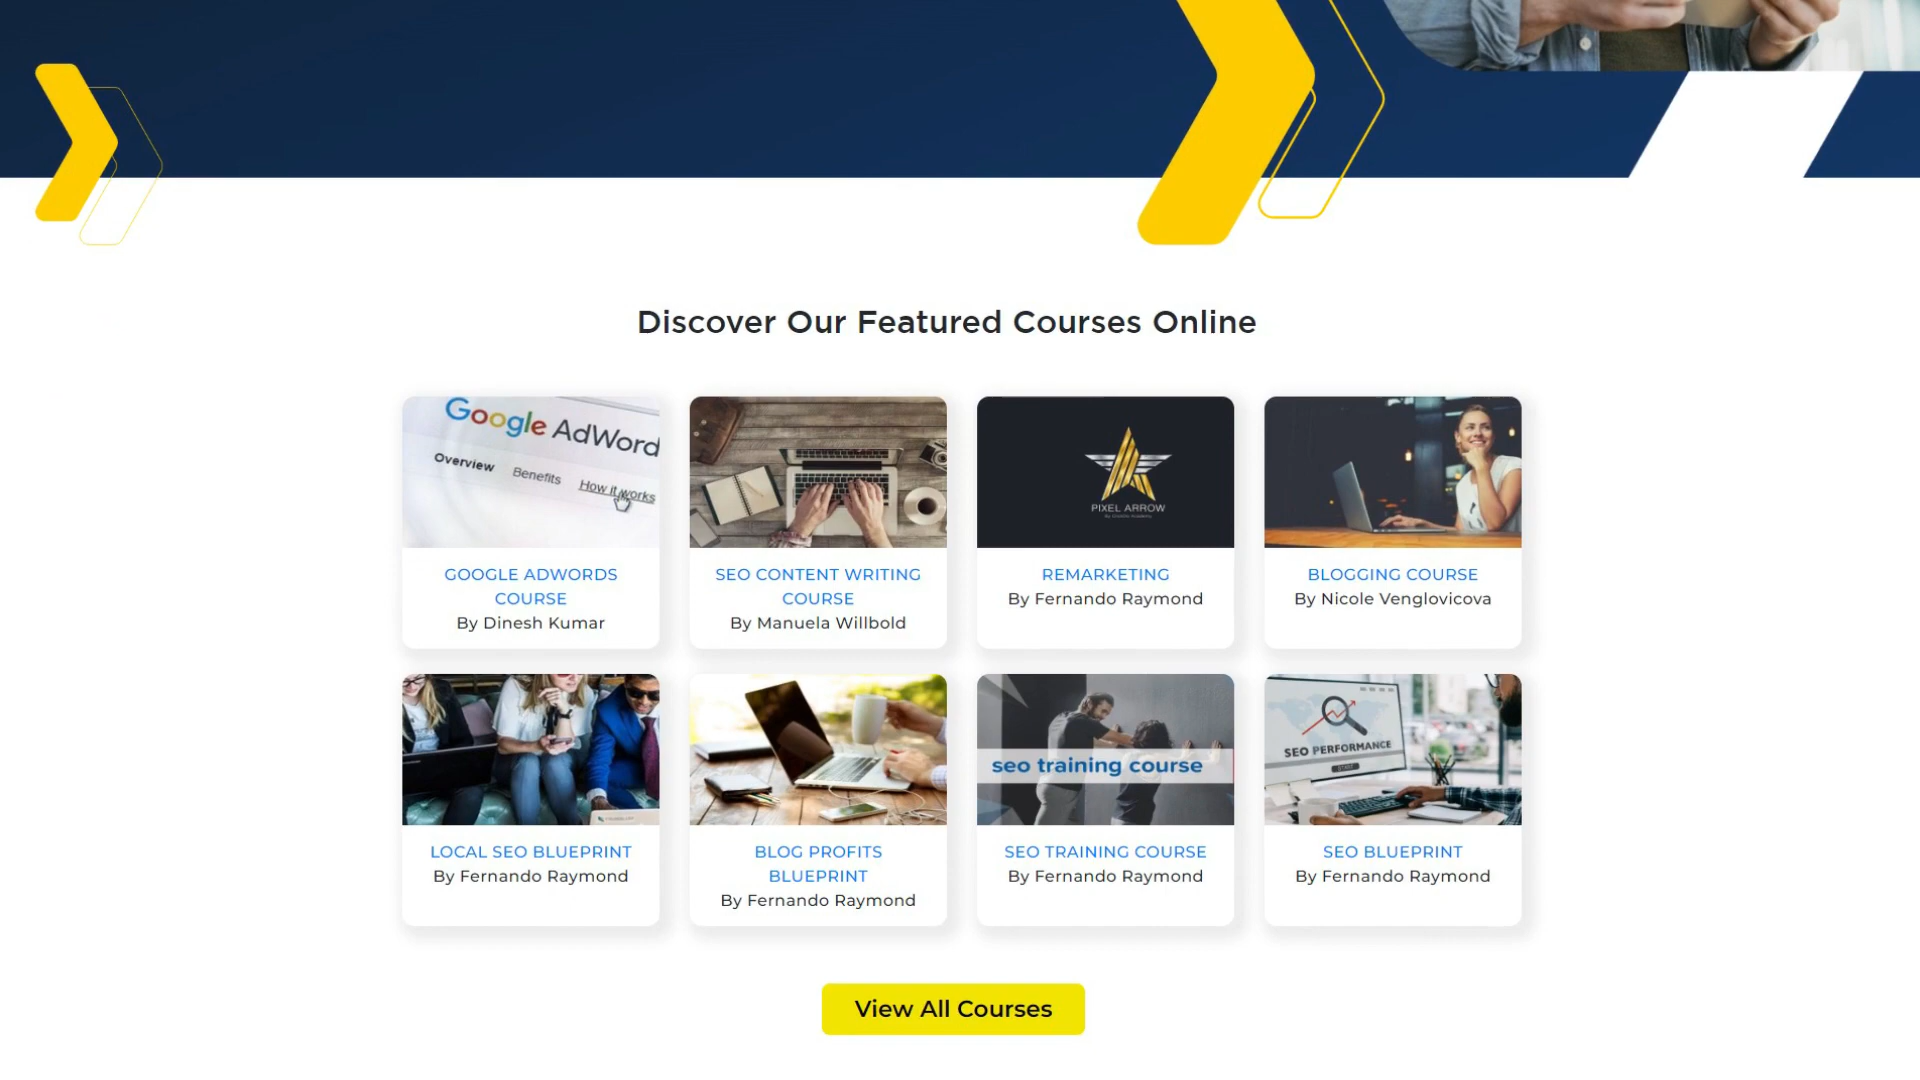 Discover Our Featured Courses Online
Google AdWord
Overview Benefits How it works
GOOGLE ADWORDS
COURSE
By Dinesh Kumar
SEO CONTENT WRITING
COURSE
By Manuela Willbold
PIXEL ARROW
REMARKETING
By Fernando Raymond
BLOGGING COURSE
By Nicole Venglovicova
LOCAL SEO BLUEPRINT
By Fernando Raymond
BLOG PROFITS
BLUEPRINT
By Fernando Raymond
seo training course
SEO TRAINING COURSE
By Fernando Raymond
SEO PERFORMANCE
START
SEO BLUEPRINT
By Fernando Raymond
View All Courses